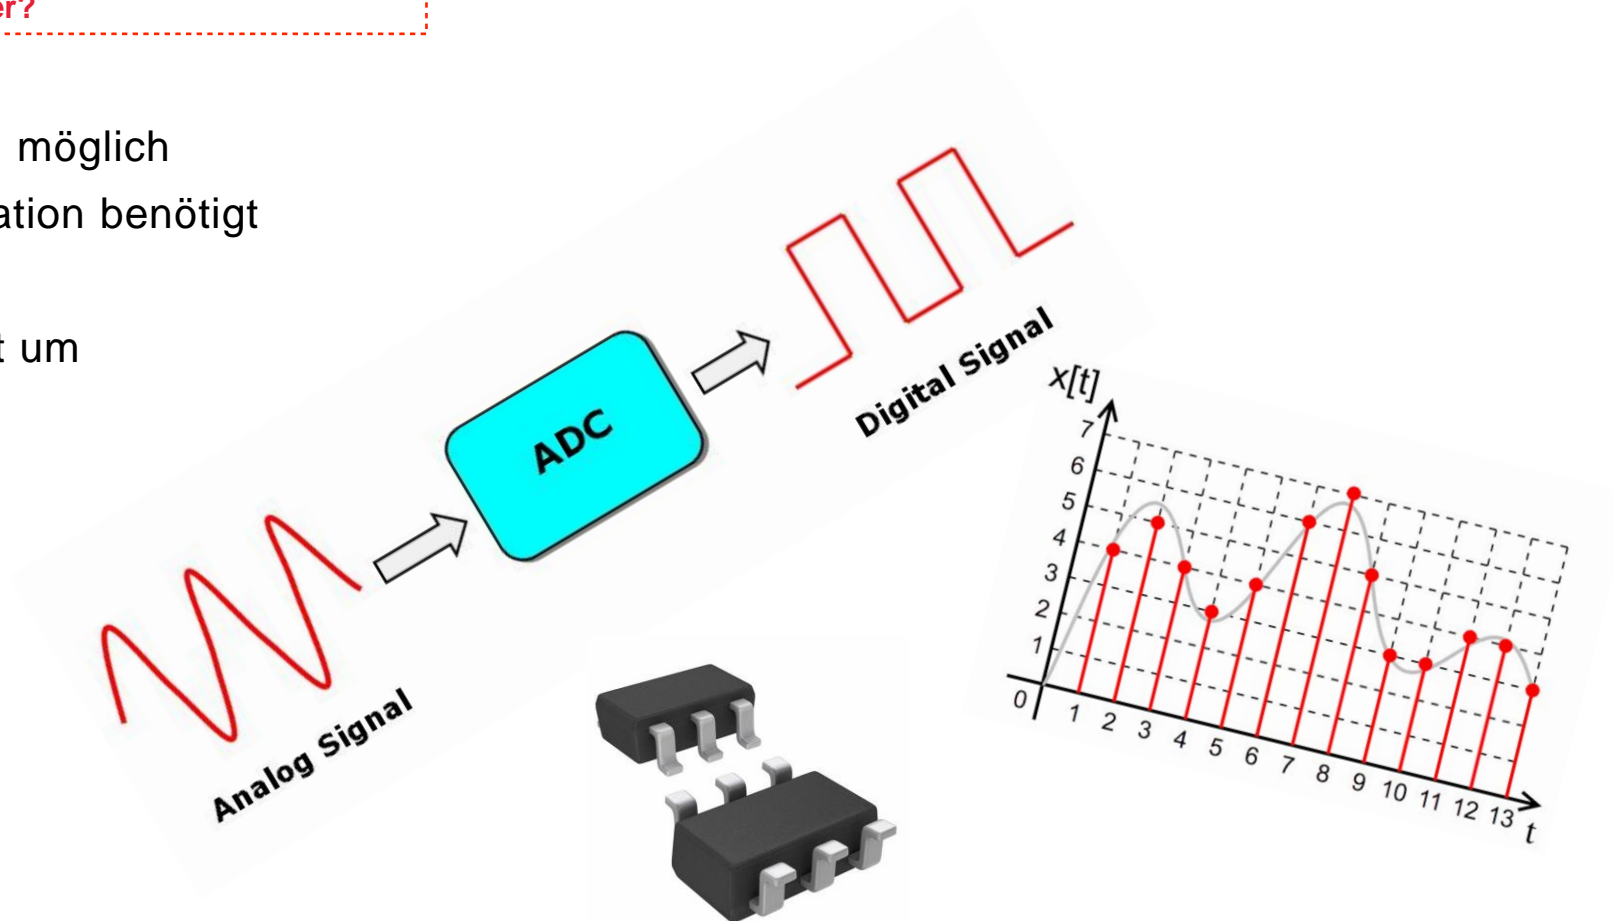 er?
möglich
ation benötigt
t um
Analog Signal
ADC
Digital Signal
x[t]
7
6
5
4
3
2
1
0
1 2 3 4 5 6 7 8 9 10 11 12 13
t